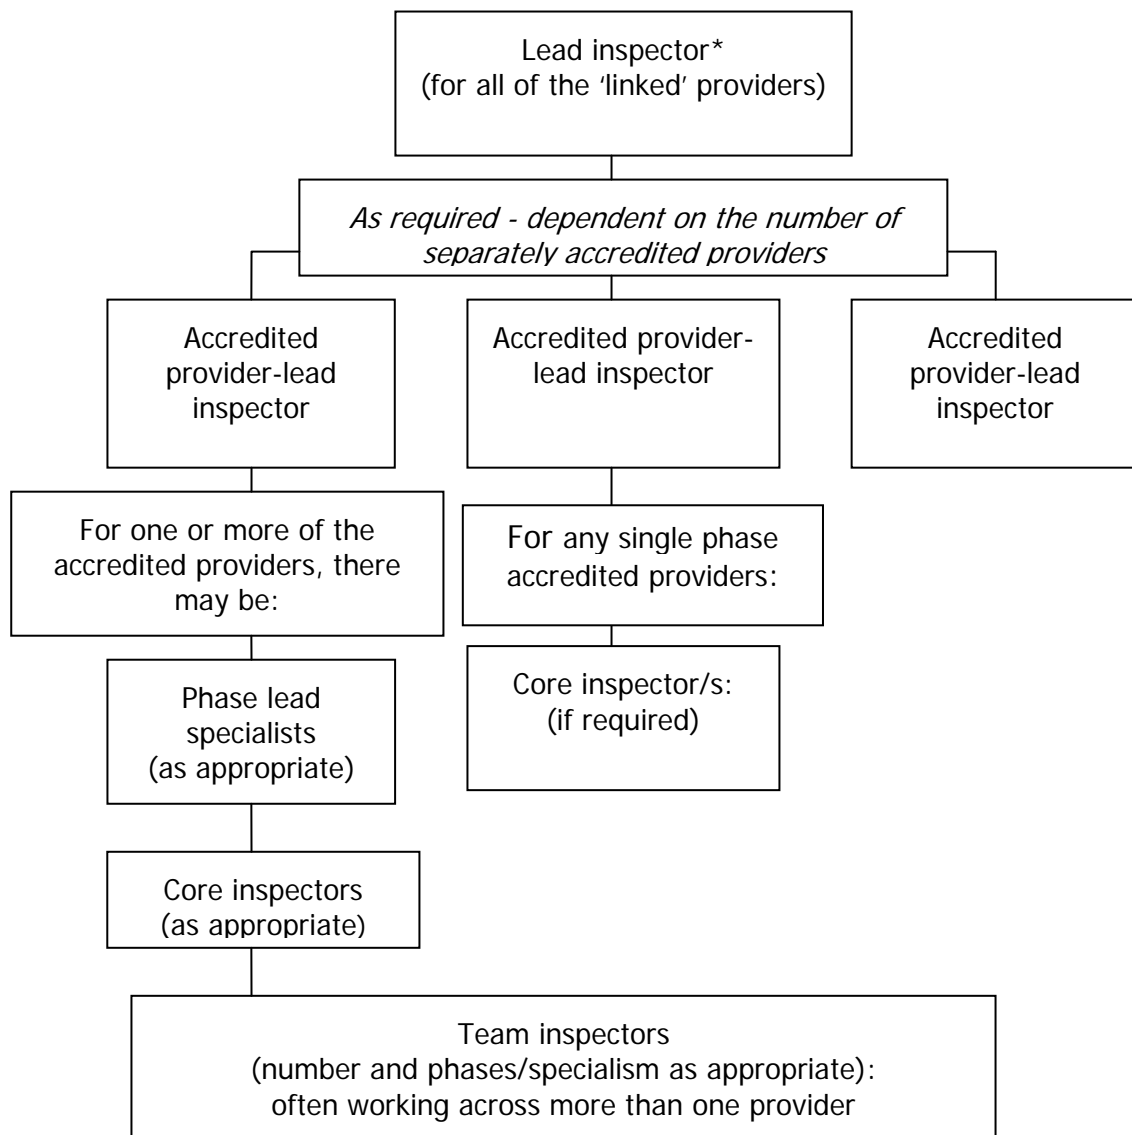 Lead inspector*
(for all of the ‘linked’ providers)
As required - dependent on the number of
separately accredited providers
Accredited
provider-lead
inspector
Accredited provider-
lead inspector
Accredited
provider-lead
inspector
For one or more of the
accredited providers, there
may be:
For any single phase
accredited providers:
Phase lead
specialists
(as appropriate)
Core inspector/s:
(if required)
Core inspectors
(as appropriate)
Team inspectors
(number and phases/specialism as appropriate):
often working across more than one provider